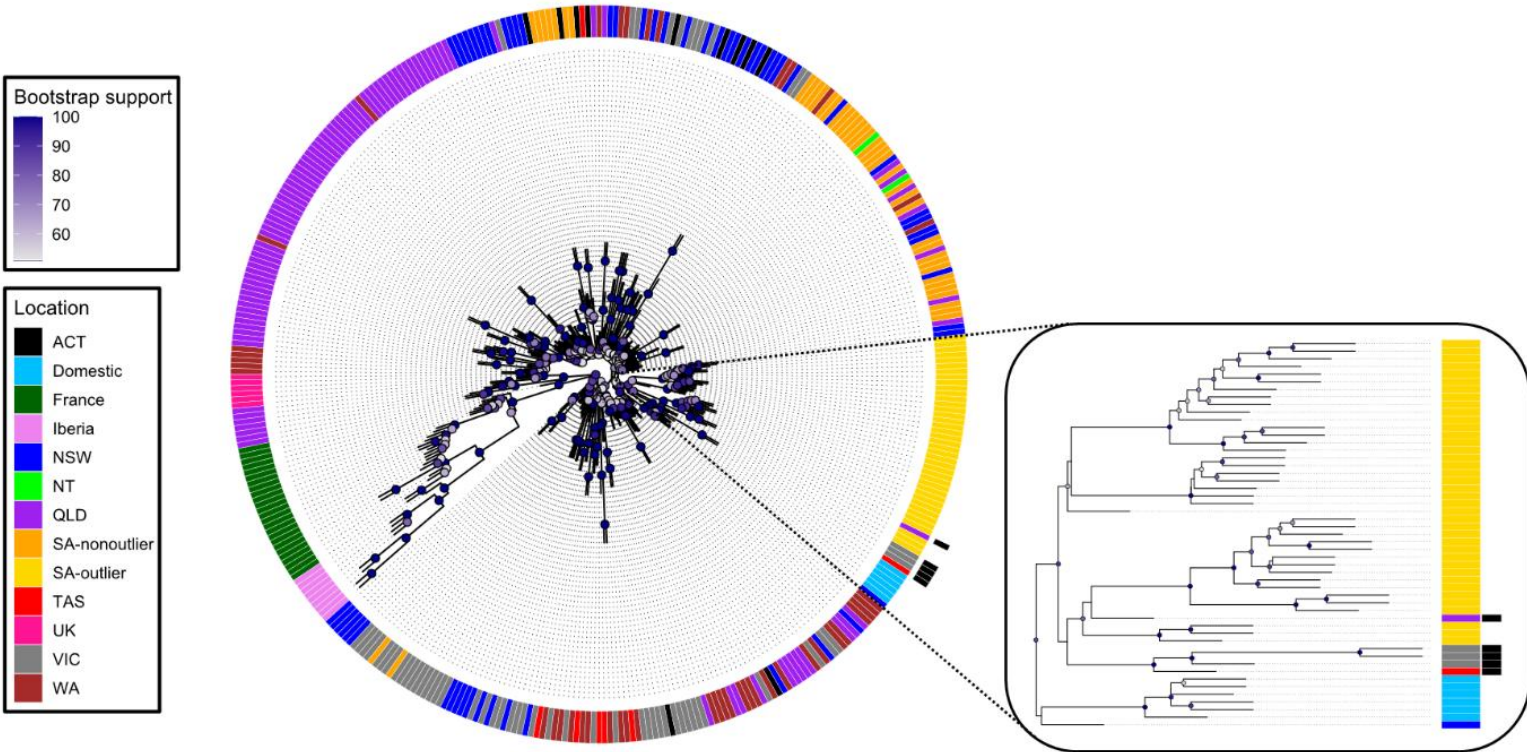 Bootstrap support
100
90
80
70
60
Location
ACT
Domestic
France
Iberia
NSW
NT
QLD
SA-nonoutlier
SA-outlier
TAS
UK
VIC
WA